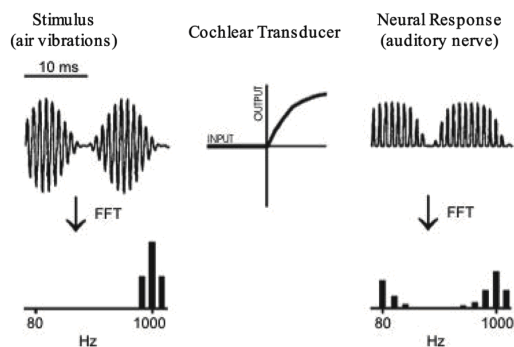 Stimulus
(air vibrations)
Cochlear Transducer
Neural Response
(auditory nerve)
10 ms
INPUT
OUTPUT
FFT
FFT
80
1000
Hz
80
1000
Hz